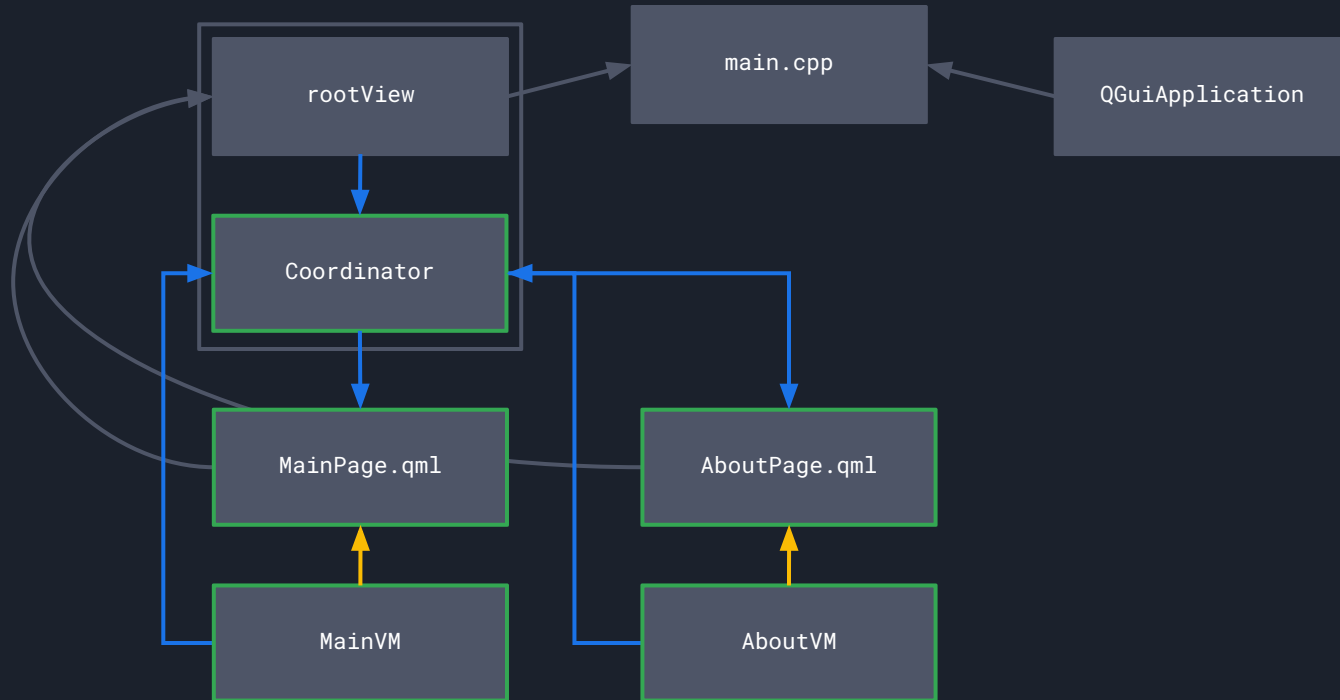 rootView
main.cpp
QGuiApplication
Coordinator
MainPage.qml
AboutPage.qml
MainVM
AboutVM